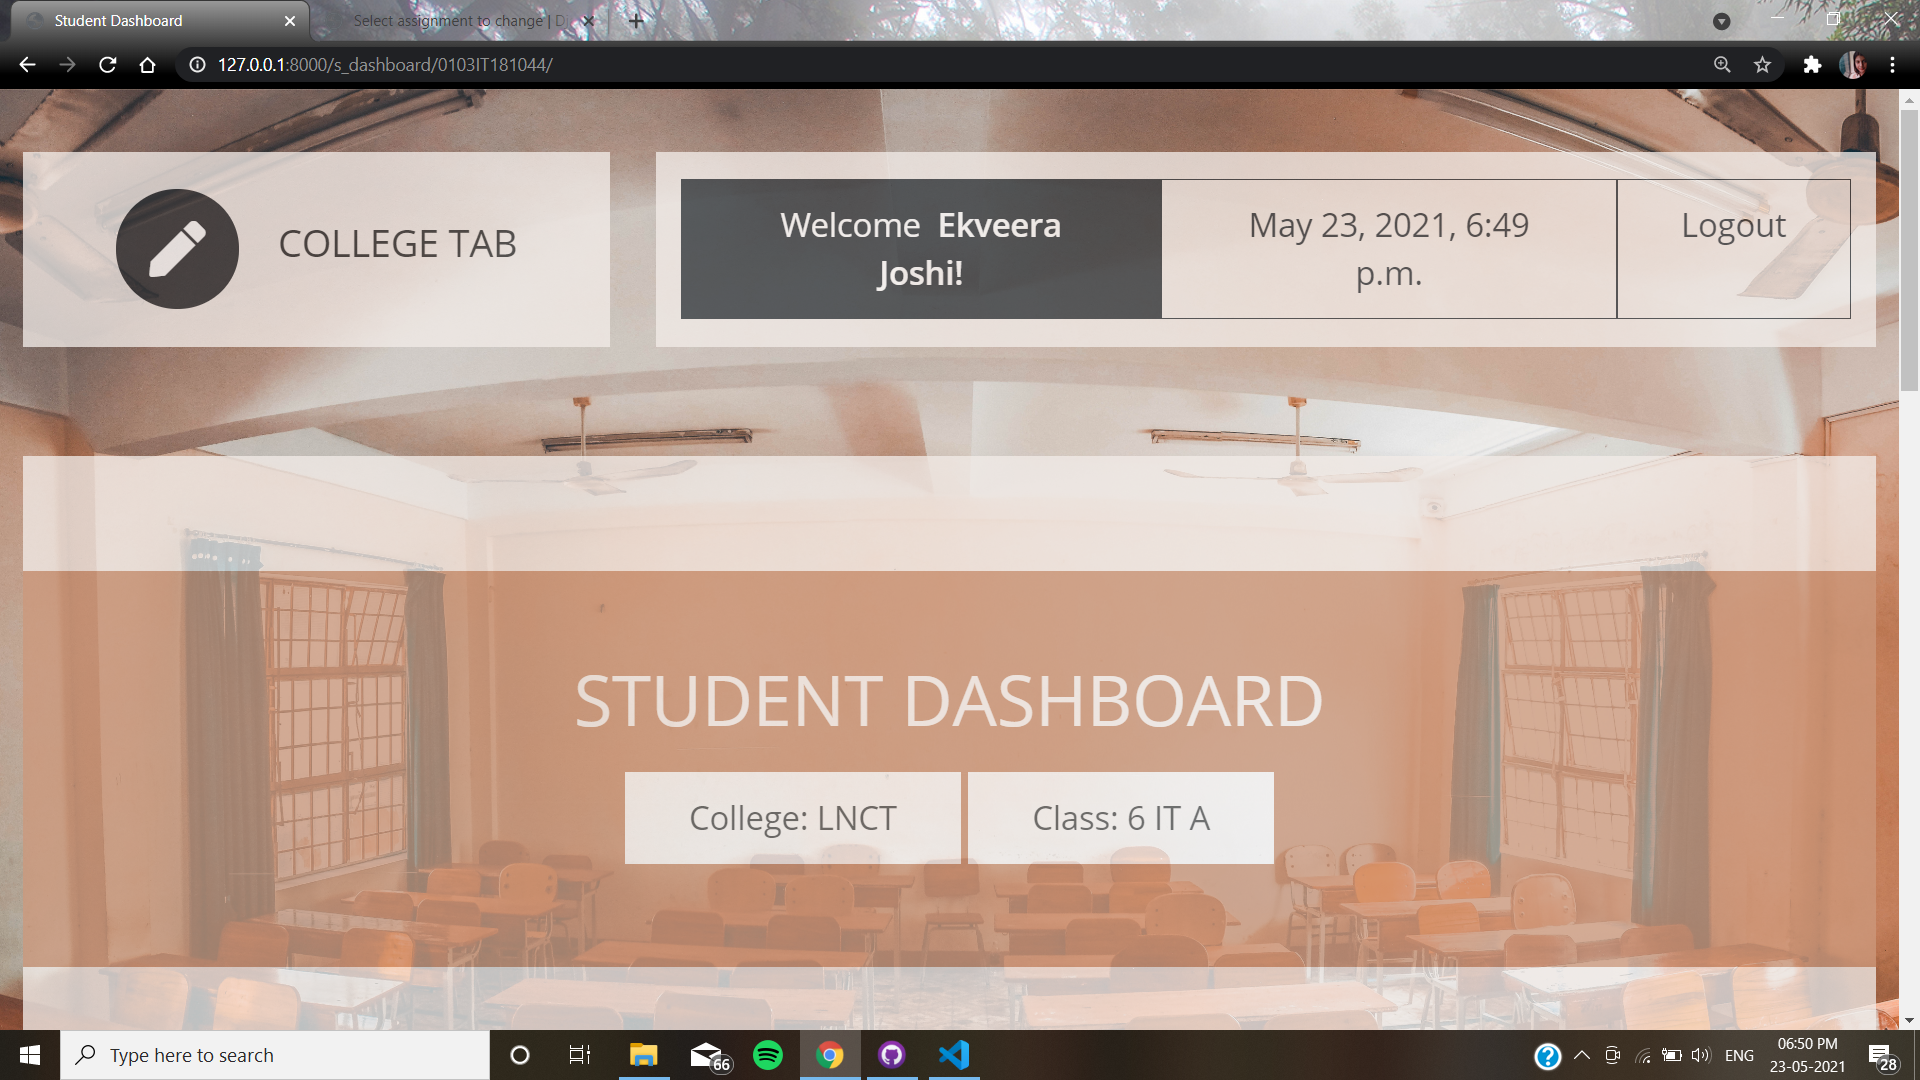 Student Dashboard
Select assignment to change | Dj
127.0.0.1:8000/s_dashboard/0103IT181044/
COLLEGE TAB
Welcome Ekveera
Joshi!
May 23, 2021, 6:49
p.m.
Logout
STUDENT DASHBOARD
College: LNCT
Class: 6 IT A
Type here to search
66
ENG
06:50 PM
23-05-2021
28